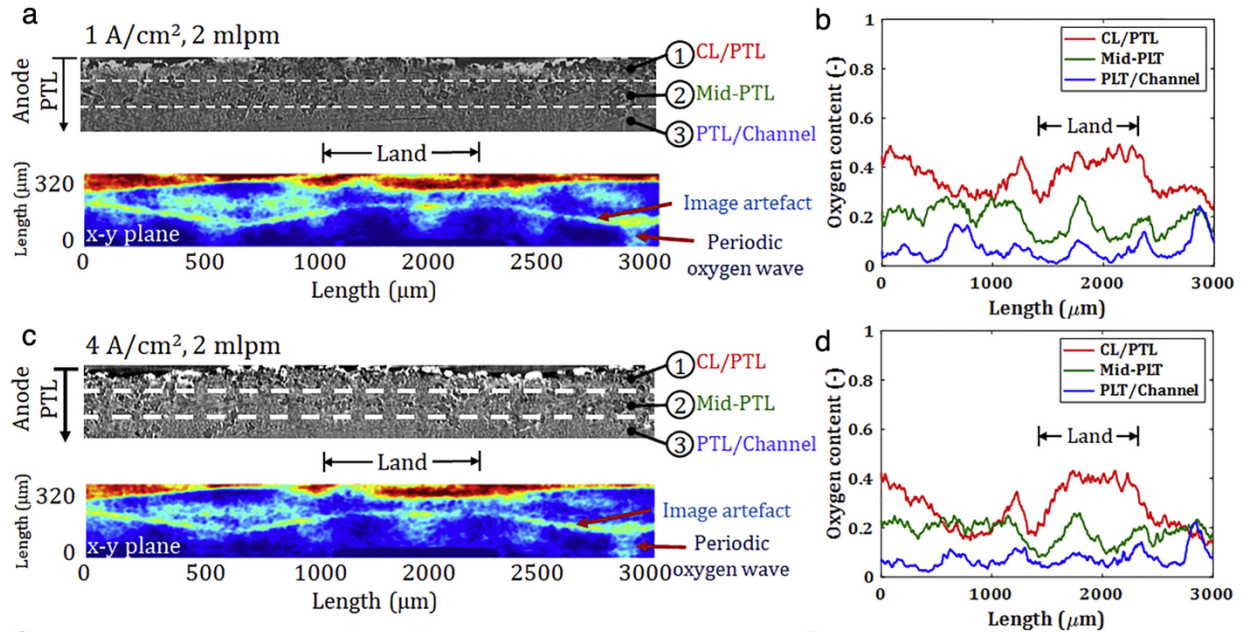 a
1 A/cm², 2 mlpm
Anode
PTL
① CL/PTL
② Mid-PTL
③ PTL/Channel
Land
Length (μm)
320
0
x-y plane
Image artefact
Periodic
oxygen wave
0 500 1000 2000 2500 3000
Length (μm)
b
CL/PTL
Mid-PLT
PLT/Channel
Land
Oxygen content (-)
1
0.8
0.6
0.4
0.2
0
0 1000 2000 3000
Length (μm)
c
4 A/cm², 2 mlpm
Anode
PTL
① CL/PTL
② Mid-PTL
③ PTL/Channel
Land
Length (μm)
320
0
x-y plane
Image artefact
Periodic
oxygen wave
0 500 1000 2000 2500 3000
Length (μm)
d
CL/PTL
Mid-PLT
PLT/Channel
Land
Oxygen content (-)
1
0.8
0.6
0.4
0.2
0
0 1000 2000 3000
Length (μm)